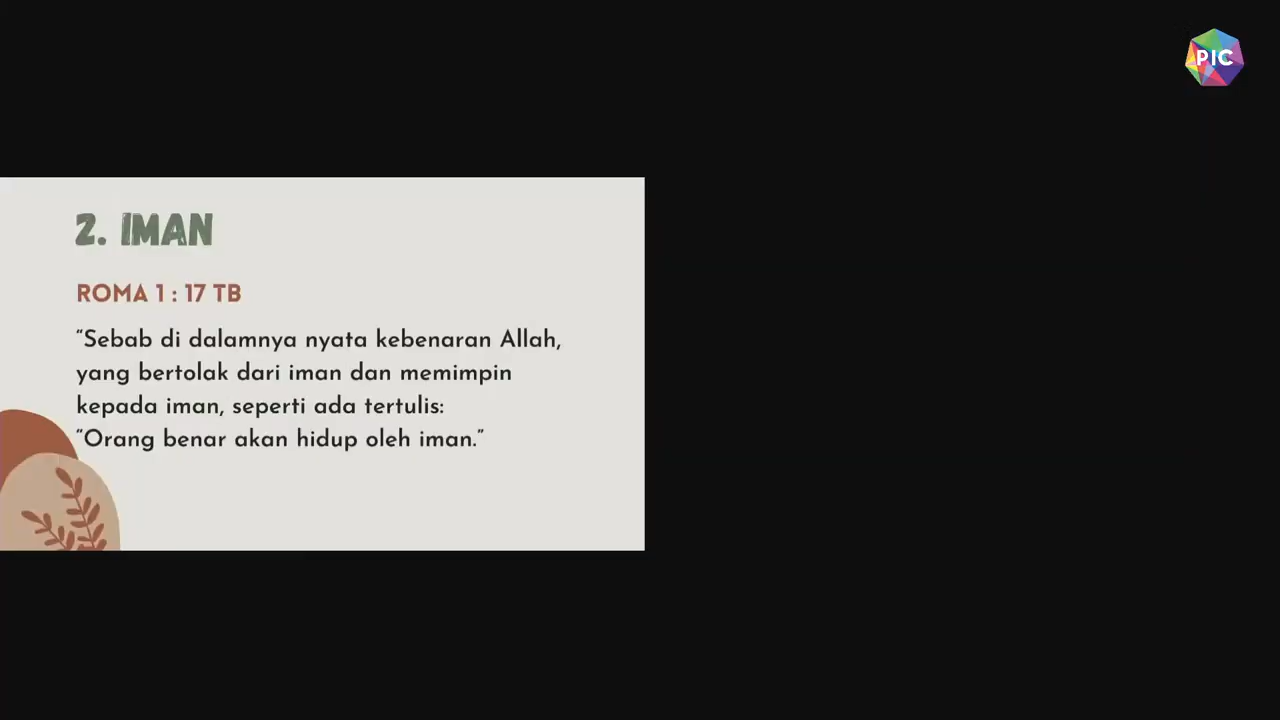 PIC
2. IMAN
ROMA 1 : 17 TB
“Sebab di dalamnya nyata kebenaran Allah,
yang bertolak dari iman dan memimpin
kepada iman, seperti ada tertulis:
“Orang benar akan hidup oleh iman.”